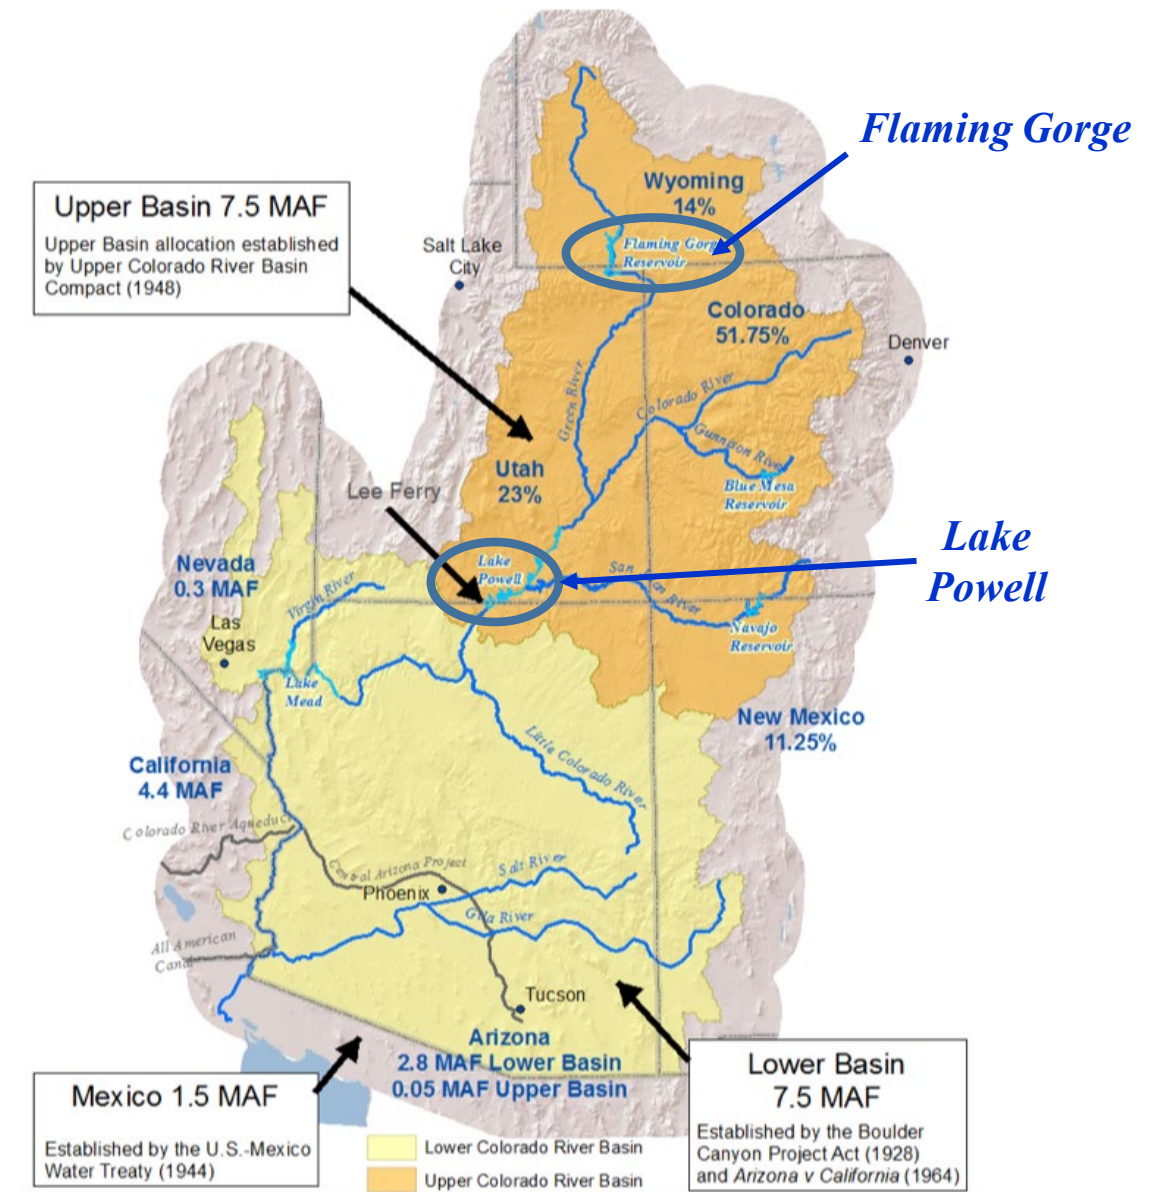 Flaming Gorge
Wyoming
14%
Upper Basin 7.5 MAF
Upper Basin allocation established
by Upper Colorado River Basin
Compact (1948)
Salt Lake
City
Flaming Gorge
Reservoir
Colorado
51.75%
Denver
Green River
Colorado River
Gunnison River
Blue Mesa
Reservoir
Utah
23%
Lee Ferry
Lake
Powell
Lake
Powell
San Juan River
Navajo
Reservoir
Nevada
0.3 MAF
Virgin River
Las
Vegas
Lake
Mead
New Mexico
11.25%
Little Colorado River
California
4.4 MAF
Colorado River Aqueduct
Central Arizona Project
Salt River
Phoenix
Gila River
All American
Canal
Tucson
Arizona
2.8 MAF Lower Basin
0.05 MAF Upper Basin
Mexico 1.5 MAF
Established by the U.S.-Mexico
Water Treaty (1944)
Lower Basin
7.5 MAF
Established by the Boulder
Canyon Project Act (1928)
and Arizona v California (1964)
Lower Colorado River Basin
Upper Colorado River Basin